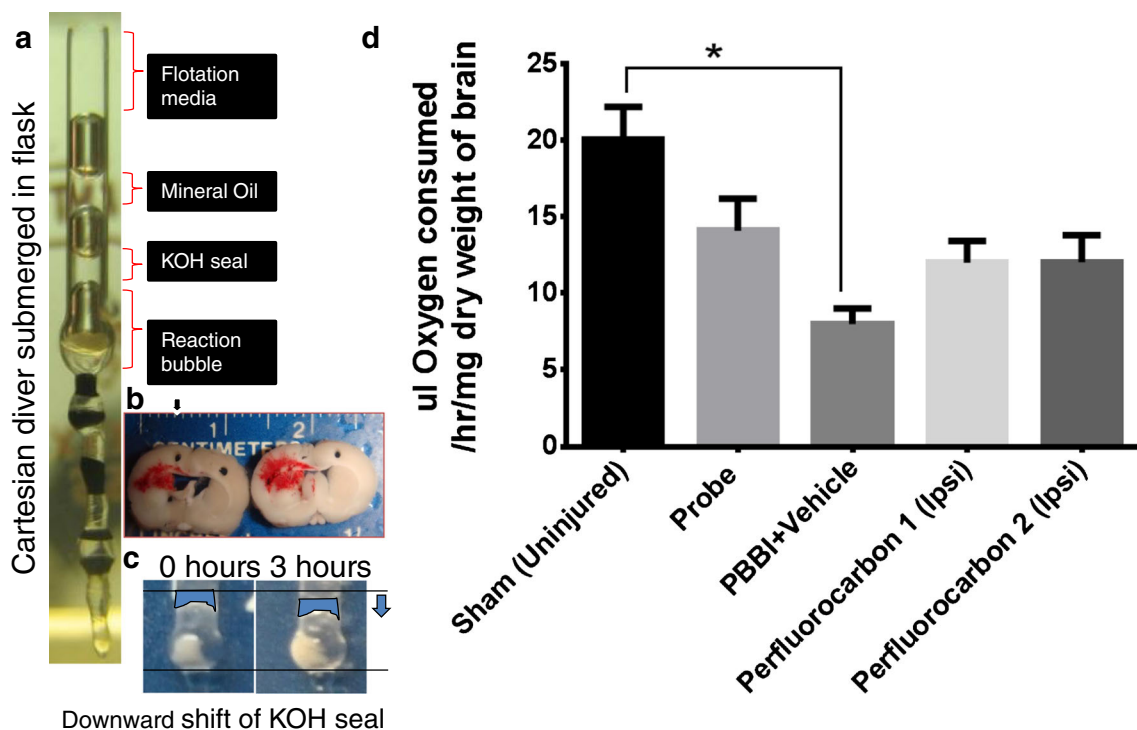 a
Cartesian diver submerged in flask
Flotation
media
Mineral Oil
KOH seal
Reaction
bubble
b
1
2
CENTIMETERS
c
0 hours 3 hours
Downward shift of KOH seal
d
ul Oxygen consumed
/hr/mg dry weight of brain
25
20
15
10
5
0
*
Sham (Uninjured)
Probe
PBBI+Vehicle
Perfluorocarbon 1 (Ipsi)
Perfluorocarbon 2 (Ipsi)